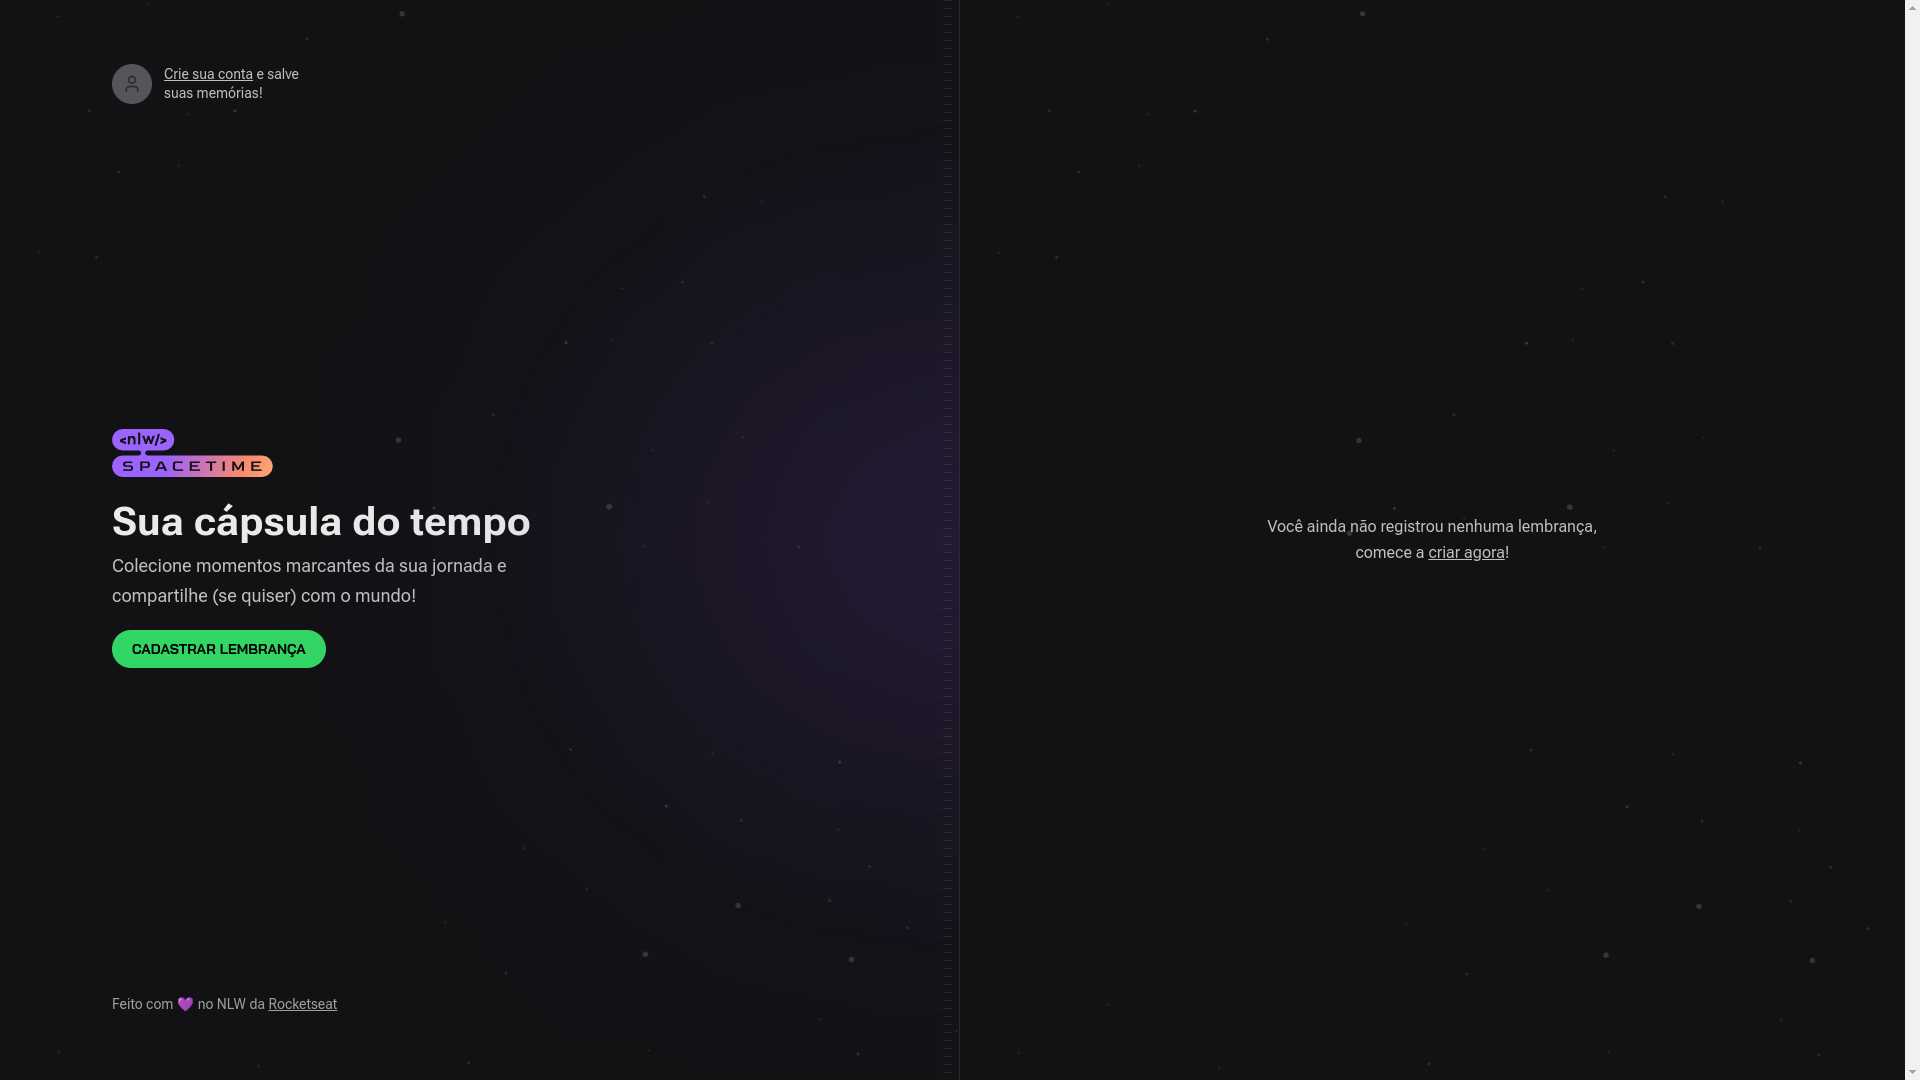 Crie sua conta e salve
suas memórias!
<nlw/>
SPACETIME
Sua cápsula do tempo
Colecione momentos marcantes da sua jornada e
compartilhe (se quiser) com o mundo!
CADASTRAR LEMBRANÇA
Feito com 💜 no NLW da Rocketseat
Você ainda não registrou nenhuma lembrança,
comece a criar agora!